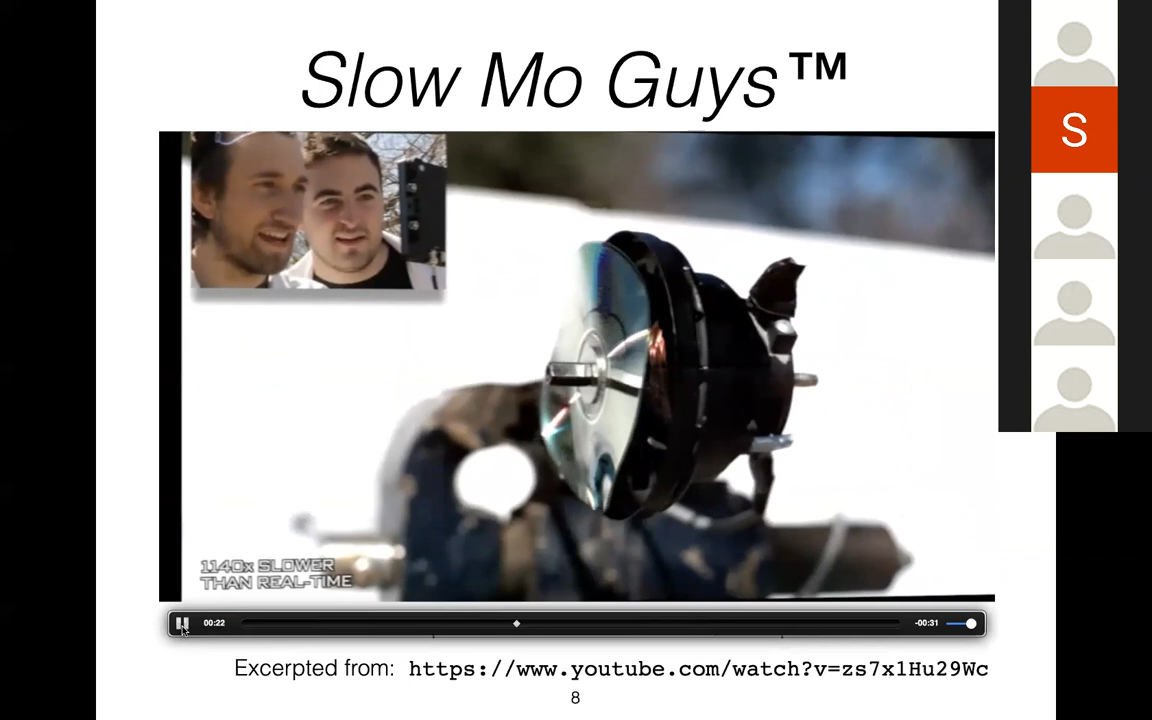 Slow Mo Guys™
S
1140x SLOWER
THAN REAL-TIME
00:22
-00:31
Excerpted from: https://www.youtube.com/watch?v=zs7x1Hu29Wc
8